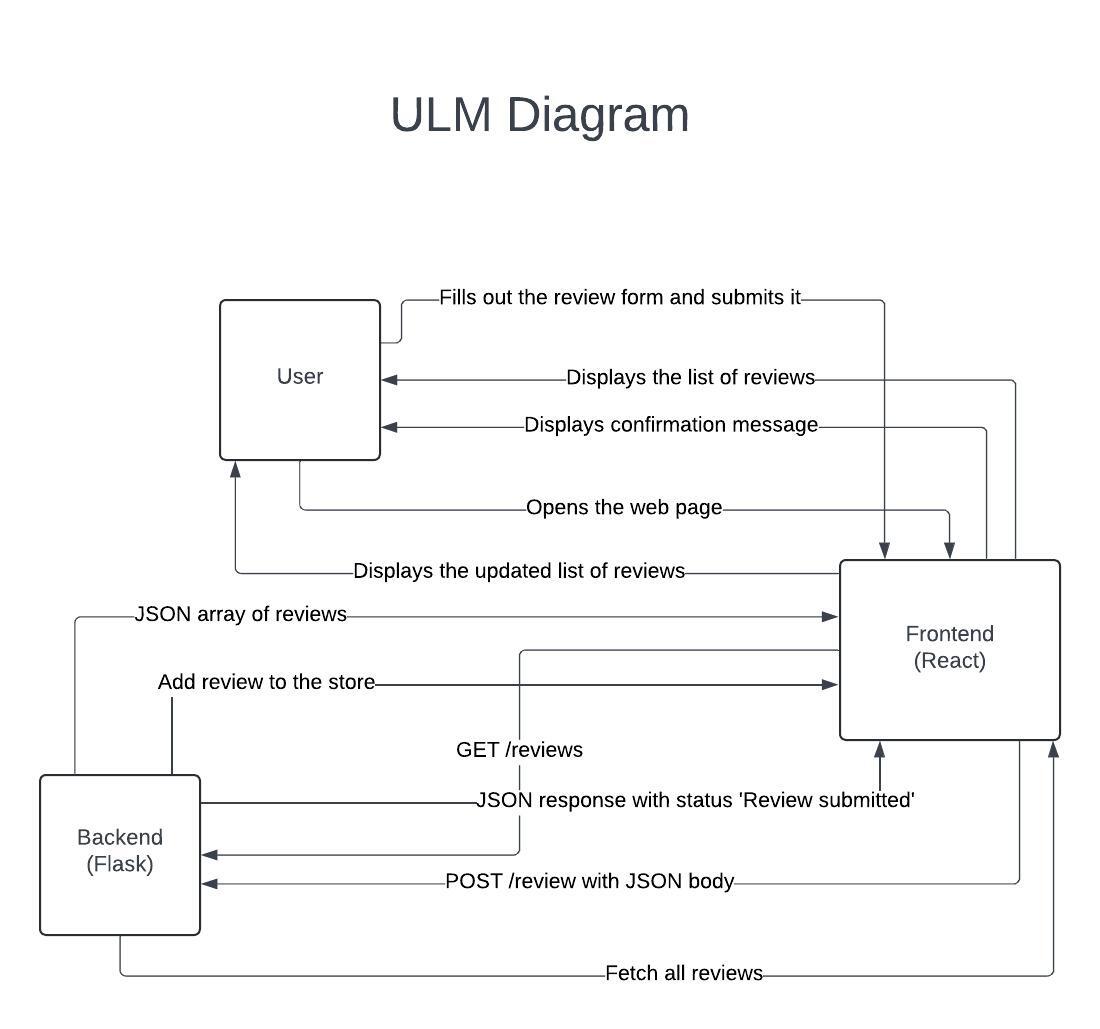 ULM Diagram
Fills out the review form and submits it
User
Displays the list of reviews
Displays confirmation message
Opens the web page
Displays the updated list of reviews
JSON array of reviews
Frontend
(React)
Add review to the store
GET /reviews
JSON response with status 'Review submitted'
Backend
(Flask)
POST /review with JSON body
Fetch all reviews